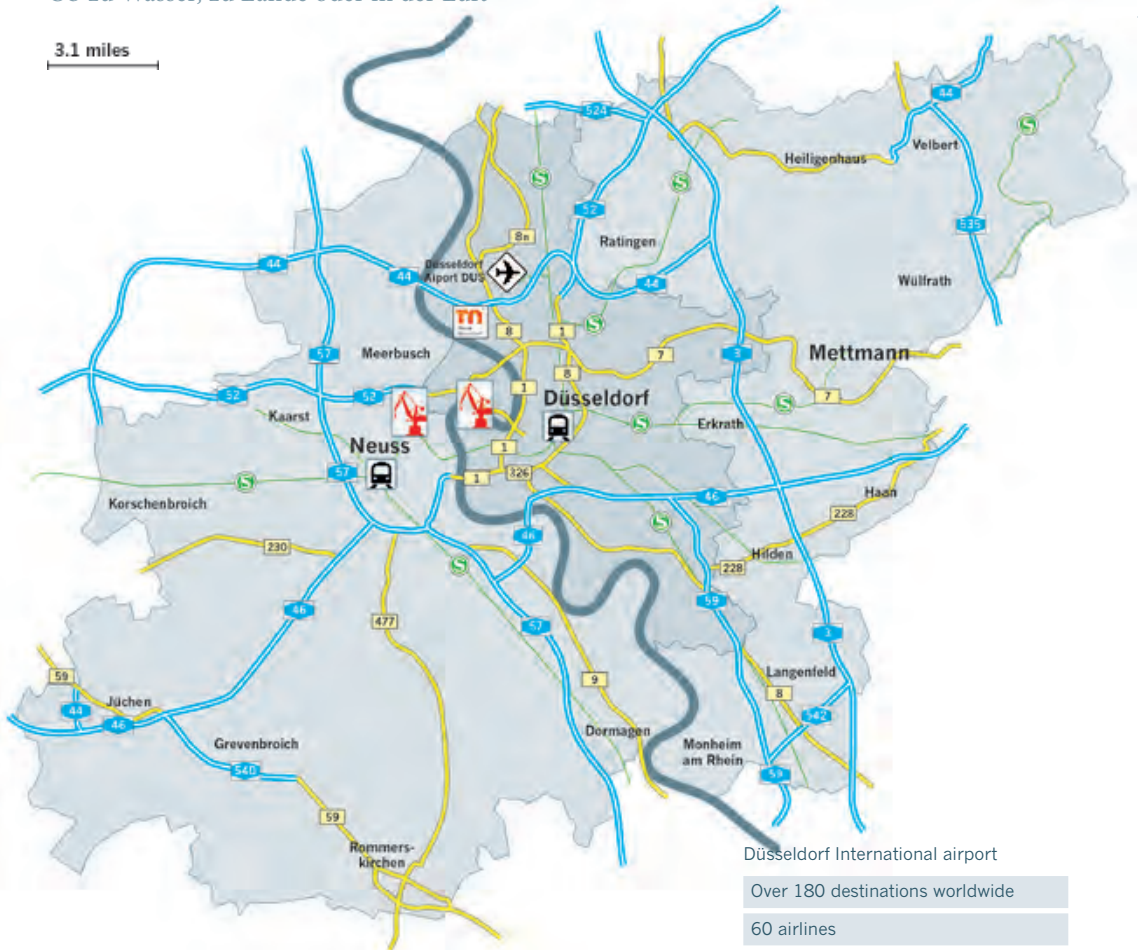 3.1 miles
524
44
Velbert
Heiligenhaus
52
8n
Ratingen
535
44
Düsseldorf
Aiport DUS
44
44
Wülfrath
8
1
57
Meerbusch
7
3
Mettmann
8
1
52
52
Düsseldorf
7
Kaarst
Erkrath
Neuss
1
57
1
326
46
Haan
Korschenbroich
228
46
230
Hilden
228
46
59
477
57
3
59
9
Langenfeld
8
Jüchen
44
46
542
Dormagen
Grevenbroich
Monheim
am Rhein
540
59
59
Rommers-
kirchen
Düsseldorf International airport
Over 180 destinations worldwide
60 airlines